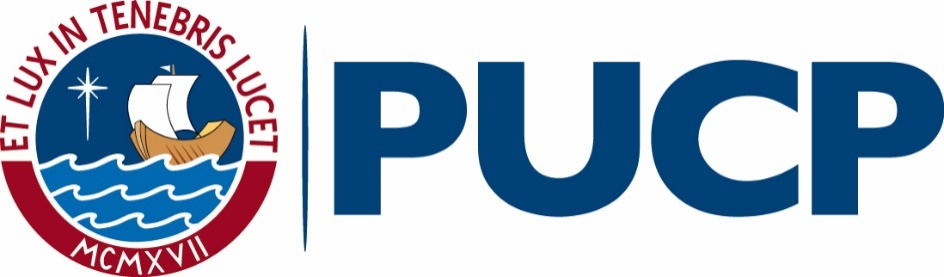 ET LUX IN TENEBRIS LUCET
MCMXVII
PUCP